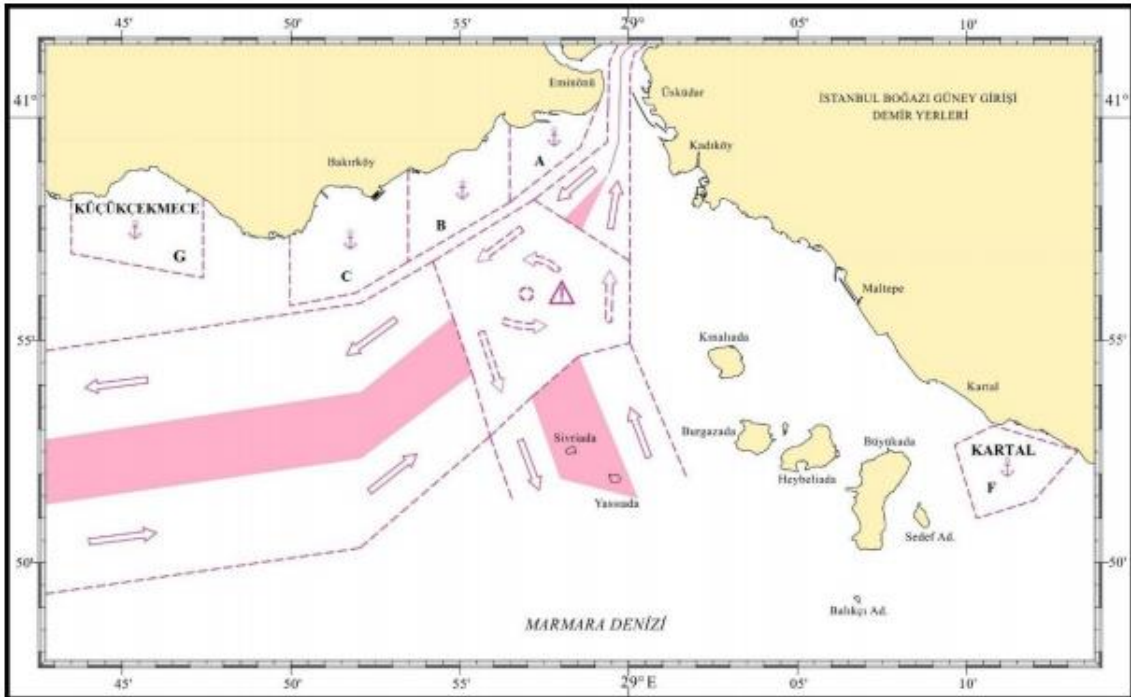 45'
50'
55'
29°
05'
10'
41°
41°
Eminönü
Üsküdar
İSTANBUL BOĞAZI GÜNEY GİRİŞİ
DEMİR YERLERİ
Bakırköy
A
Kadıköy
KÜÇÜKÇEKMECE
B
G
C
Maltepe
55'
55'
Kınalıada
Kartal
Sivriada
Burgazada
Büyükada
KARTAL
Heybeliada
F
Yassıada
Sedef Ad.
50'
50'
Balıkçı Ad.
MARMARA DENİZİ
45'
50'
55'
29° E
05'
10'